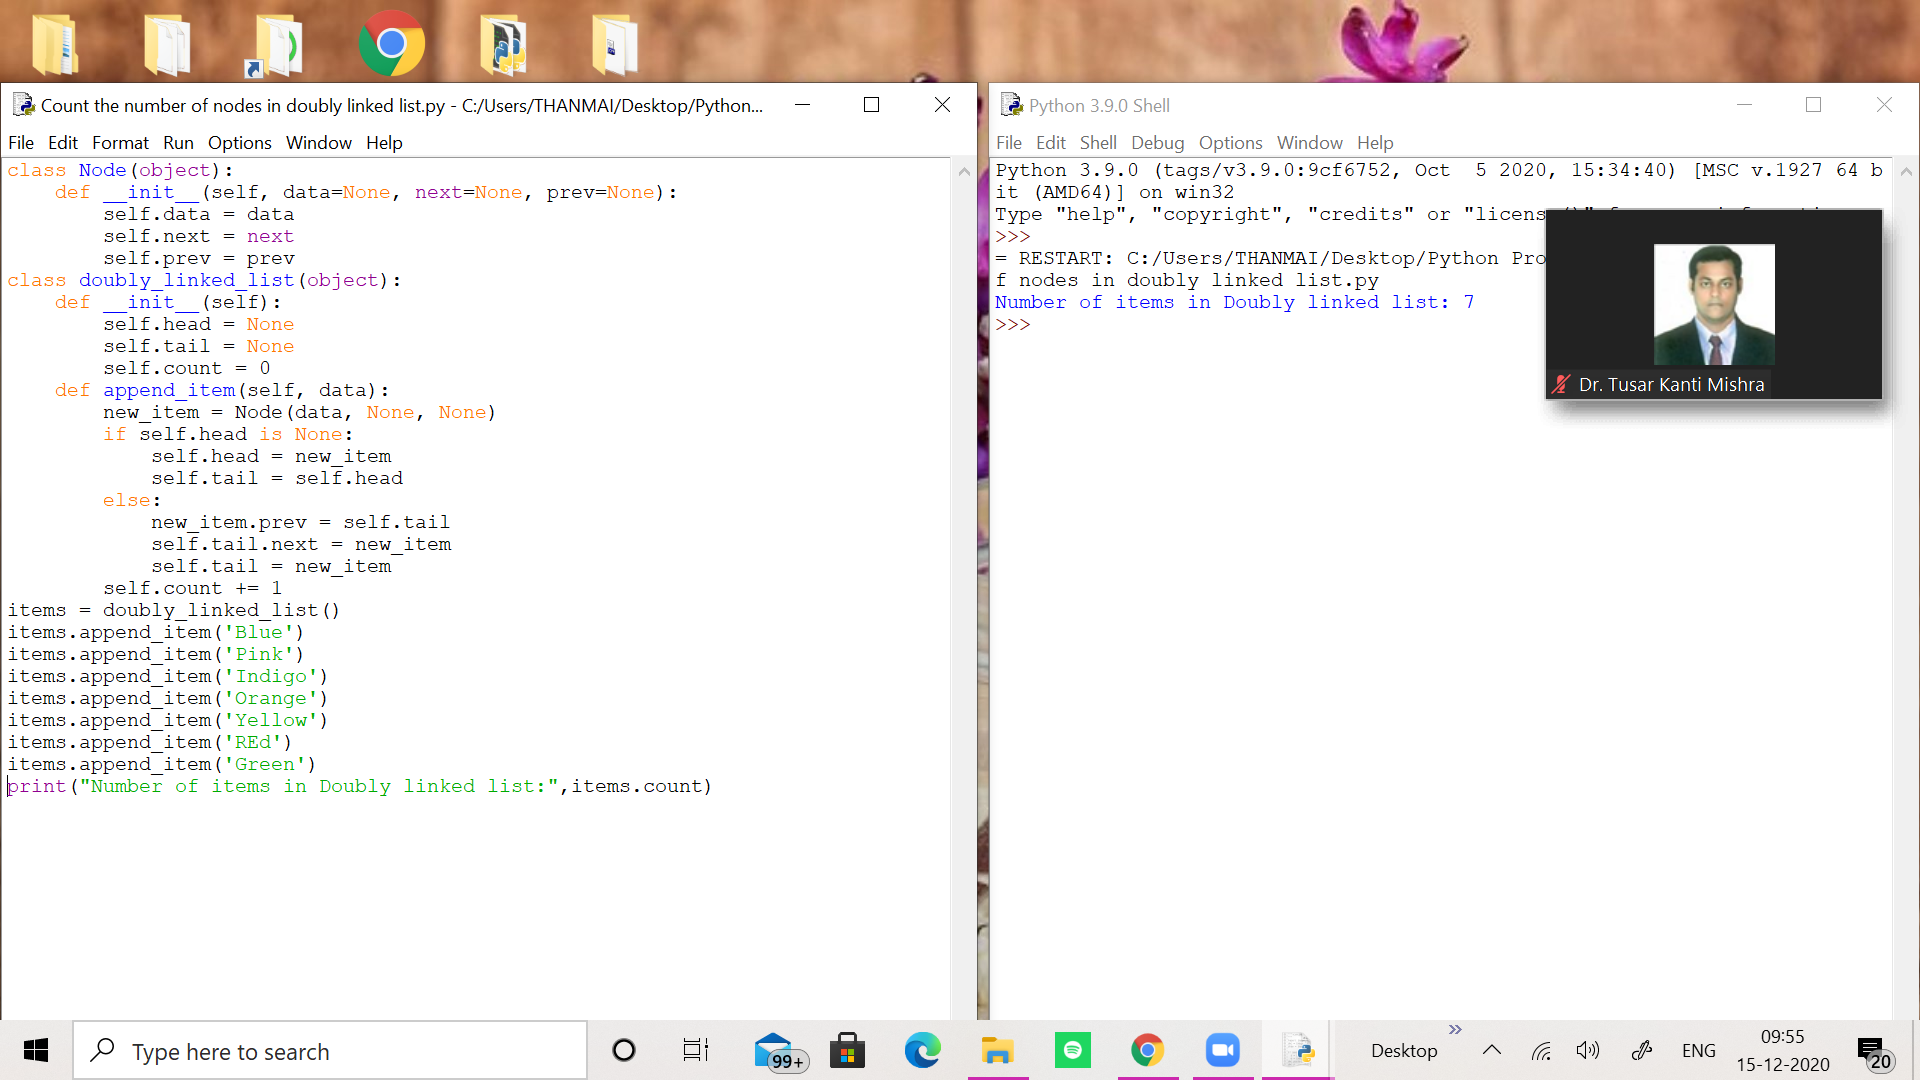 Count the number of nodes in doubly linked list.py - C:/Users/THANMAI/Desktop/Python...
File Edit Format Run Options Window Help
class Node(object):
    def __init__(self, data=None, next=None, prev=None):
        self.data = data
        self.next = next
        self.prev = prev
class doubly_linked_list(object):
    def __init__(self):
        self.head = None
        self.tail = None
        self.count = 0
    def append_item(self, data):
        new_item = Node(data, None, None)
        if self.head is None:
            self.head = new_item
            self.tail = self.head
        else:
            new_item.prev = self.tail
            self.tail.next = new_item
            self.tail = new_item
        self.count += 1
items = doubly_linked_list()
items.append_item('Blue')
items.append_item('Pink')
items.append_item('Indigo')
items.append_item('Orange')
items.append_item('Yellow')
items.append_item('REd')
items.append_item('Green')
print("Number of items in Doubly linked list:",items.count)
Python 3.9.0 Shell
File Edit Shell Debug Options Window Help
Python 3.9.0 (tags/v3.9.0:9cf6752, Oct  5 2020, 15:34:40) [MSC v.1927 64 b
it (AMD64)] on win32
Type "help", "copyright", "credits" or
>>>
= RESTART: C:/Users/THANMAI/Desktop/Python
f nodes in doubly linked list.py
Number of items in Doubly linked list: 7
>>>
Dr. Tusar Kanti Mishra
Type here to search
99+
Desktop
ENG
09:55
15-12-2020
20